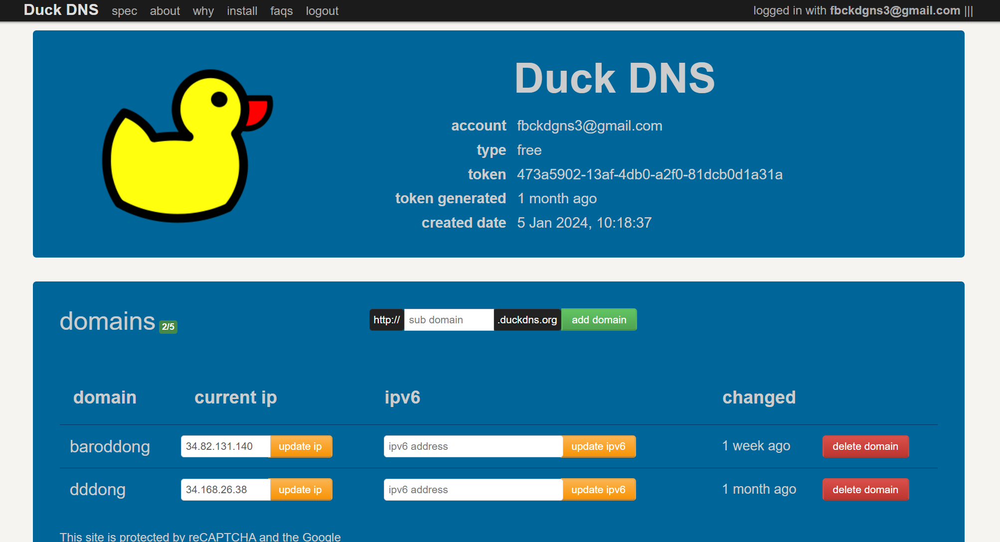 Duck DNS spec about why install faqs logout logged in with fbckdgns3@gmail.com |||
Duck DNS
account fbckdgns3@gmail.com
type free
token 473a5902-13af-4db0-a2f0-81dcb0d1a31a
token generated 1 month ago
created date 5 Jan 2024, 10:18:37
domains 2/5 http:// sub domain .duckdns.org add domain
domain current ip ipv6 changed
baroddong 34.82.131.140 update ip ipv6 address update ipv6 1 week ago delete domain
dddong 34.168.26.38 update ip ipv6 address update ipv6 1 month ago delete domain
This site is protected by reCAPTCHA and the Google